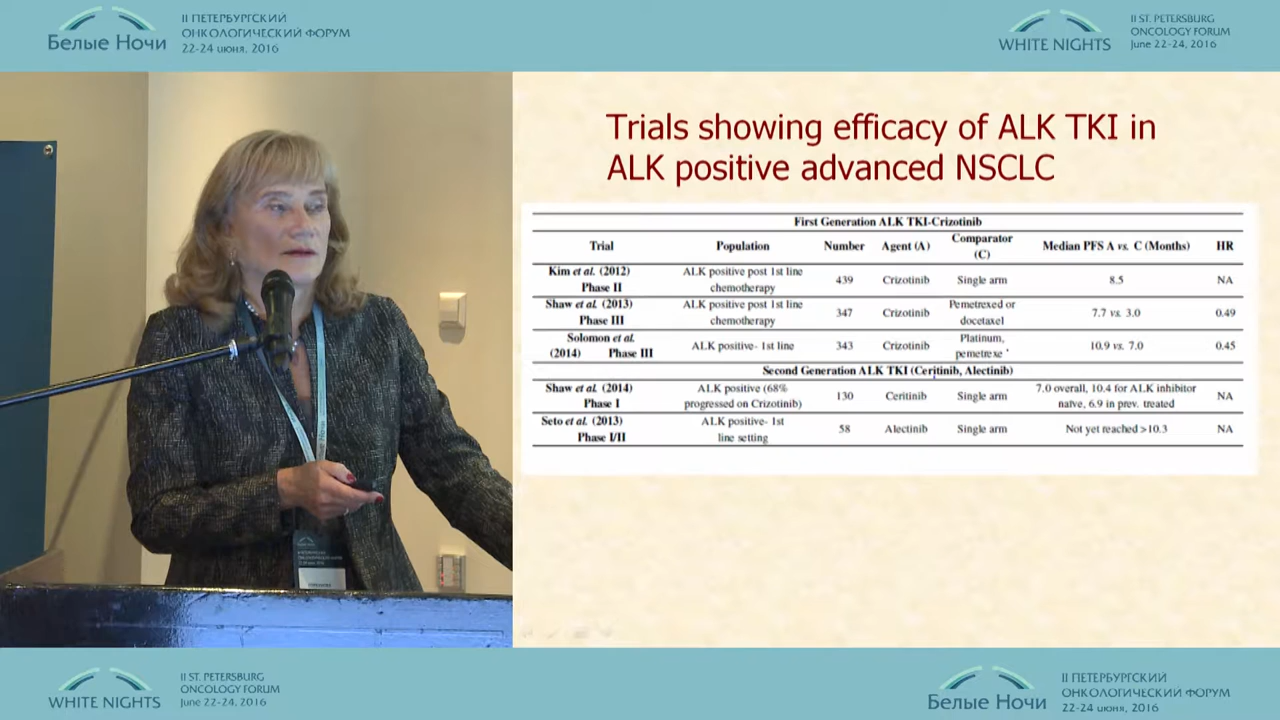 II ПЕТЕРБУРГСКИЙ
ОНКОЛОГИЧЕСКИЙ ФОРУМ
Белые Ночи
22-24 июня, 2016
II ST. PETERSBURG
ONCOLOGY FORUM
WHITE NIGHTS
June 22-24, 2016
Trials showing efficacy of ALK TKI in
ALK positive advanced NSCLC
First Generation ALK TKI-Crizotinib
Trial Population Number Agent (A) Comparator (C) Median PFS A vs. C (Months) HR
Kim et al. (2012) Phase II ALK positive post 1st line chemotherapy 439 Crizotinib Single arm 8.5 NA
Shaw et al. (2013) Phase III ALK positive post 1st line chemotherapy 347 Crizotinib Pemetrexed or docetaxel 7.7 vs. 3.0 0.49
Solomon et al. (2014) Phase III ALK positive- 1st line 343 Crizotinib Platinum, pemetrexe 10.9 vs. 7.0 0.45
Second Generation ALK TKI (Ceritinib, Alectinib)
Shaw et al. (2014) Phase I ALK positive (68% progressed on Crizotinib) 130 Ceritinib Single arm 7.0 overall, 10.4 for ALK inhibitor naïve, 6.9 in prev. treated NA
Seto et al. (2013) Phase I/II ALK positive- 1st line setting 58 Alectinib Single arm Not yet reached >10.3 NA
II ST. PETERSBURG
ONCOLOGY FORUM
WHITE NIGHTS
June 22-24, 2016
II ПЕТЕРБУРГСКИЙ
ОНКОЛОГИЧЕСКИЙ ФОРУМ
Белые Ночи
22-24 июня, 2016